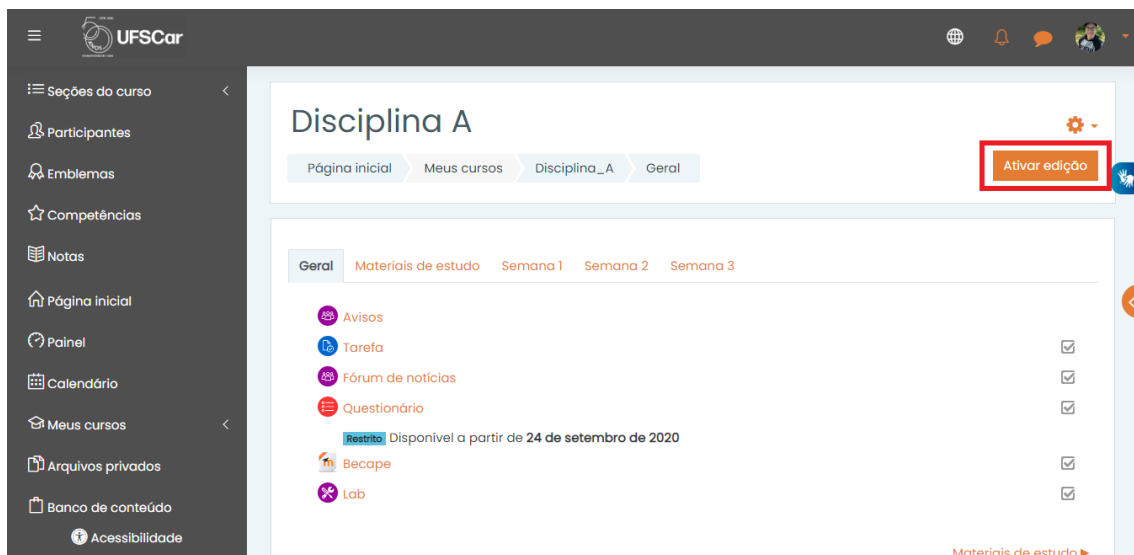 UFSCar
Seções do curso
Participantes
Emblemas
Competências
Notas
Página inicial
Painel
Calendário
Meus cursos
Arquivos privados
Banco de conteúdo
Acessibilidade
Disciplina A
Página inicial Meus cursos Disciplina_A Geral
Ativar edição
Geral Materiais de estudo Semana 1 Semana 2 Semana 3
Avisos
Tarefa
Fórum de notícias
Questionário
Restrito Disponível a partir de 24 de setembro de 2020
Becape
Lab
Materiais de estudo ▶